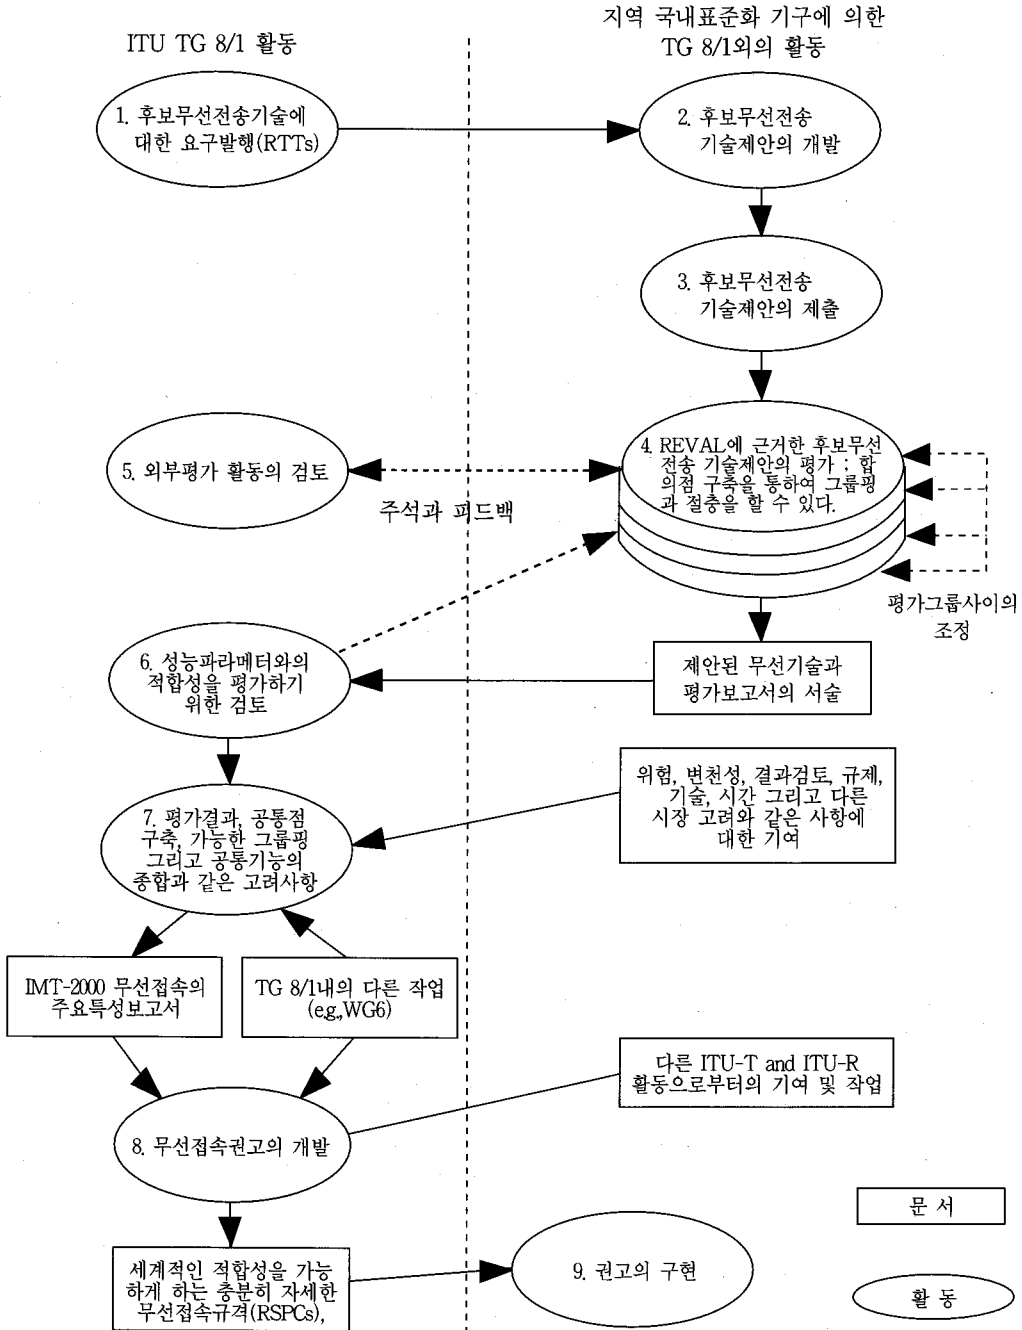 ITU TG 8/1 활동
지역 국내표준화 기구에 의한
TG 8/1외의 활동
1. 후보무선전송기술에
대한 요구발행(RTTs)
2. 후보무선전송
기술제안의 개발
3. 후보무선전송
기술제안의 제출
4. REVAL에 근거한 후보무선
전송 기술제안의 평가 : 합
의점 구축을 통하여 그룹핑
과 절충을 할 수 있다.
5. 외부평가 활동의 검토
주석과 피드백
평가그룹사이의
조정
6. 성능파라메터와의
적합성을 평가하기
위한 검토
제안된 무선기술과
평가보고서의 서술
위험, 변천성, 결과검토, 규제,
기술, 시간 그리고 다른
시장 고려와 같은 사항에
대한 기여
7. 평가결과, 공통점
구축, 가능한 그룹핑
그리고 공통기능의
종합과 같은 고려사항
IMT-2000 무선접속의
주요특성보고서
TG 8/1내의 다른 작업
(e.g.,WG6)
다른 ITU-T and ITU-R
활동으로부터의 기여 및 작업
8. 무선접속권고의 개발
세계적인 적합성을 가능
하게 하는 충분히 자세한
무선접속규격(RSPCs),
9. 권고의 구현
문 서
활 동